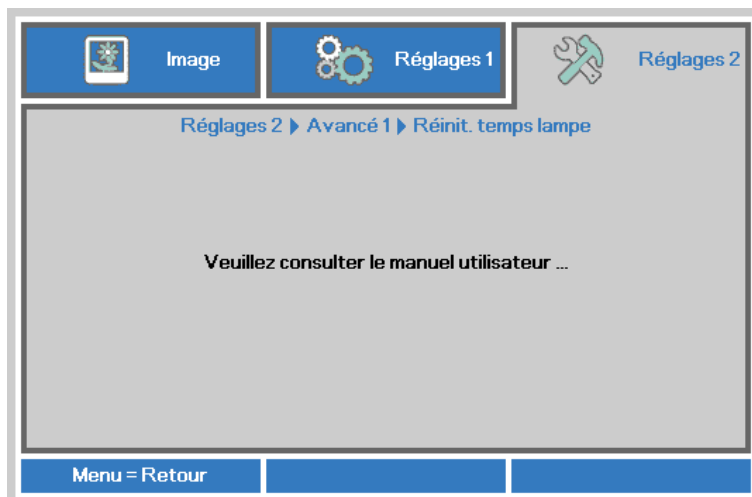 Image
Réglages 1
Réglages 2
Réglages 2 ▶ Avancé 1 ▶ Réinit. temps lampe
Veuillez consulter le manuel utilisateur ...
Menu = Retour